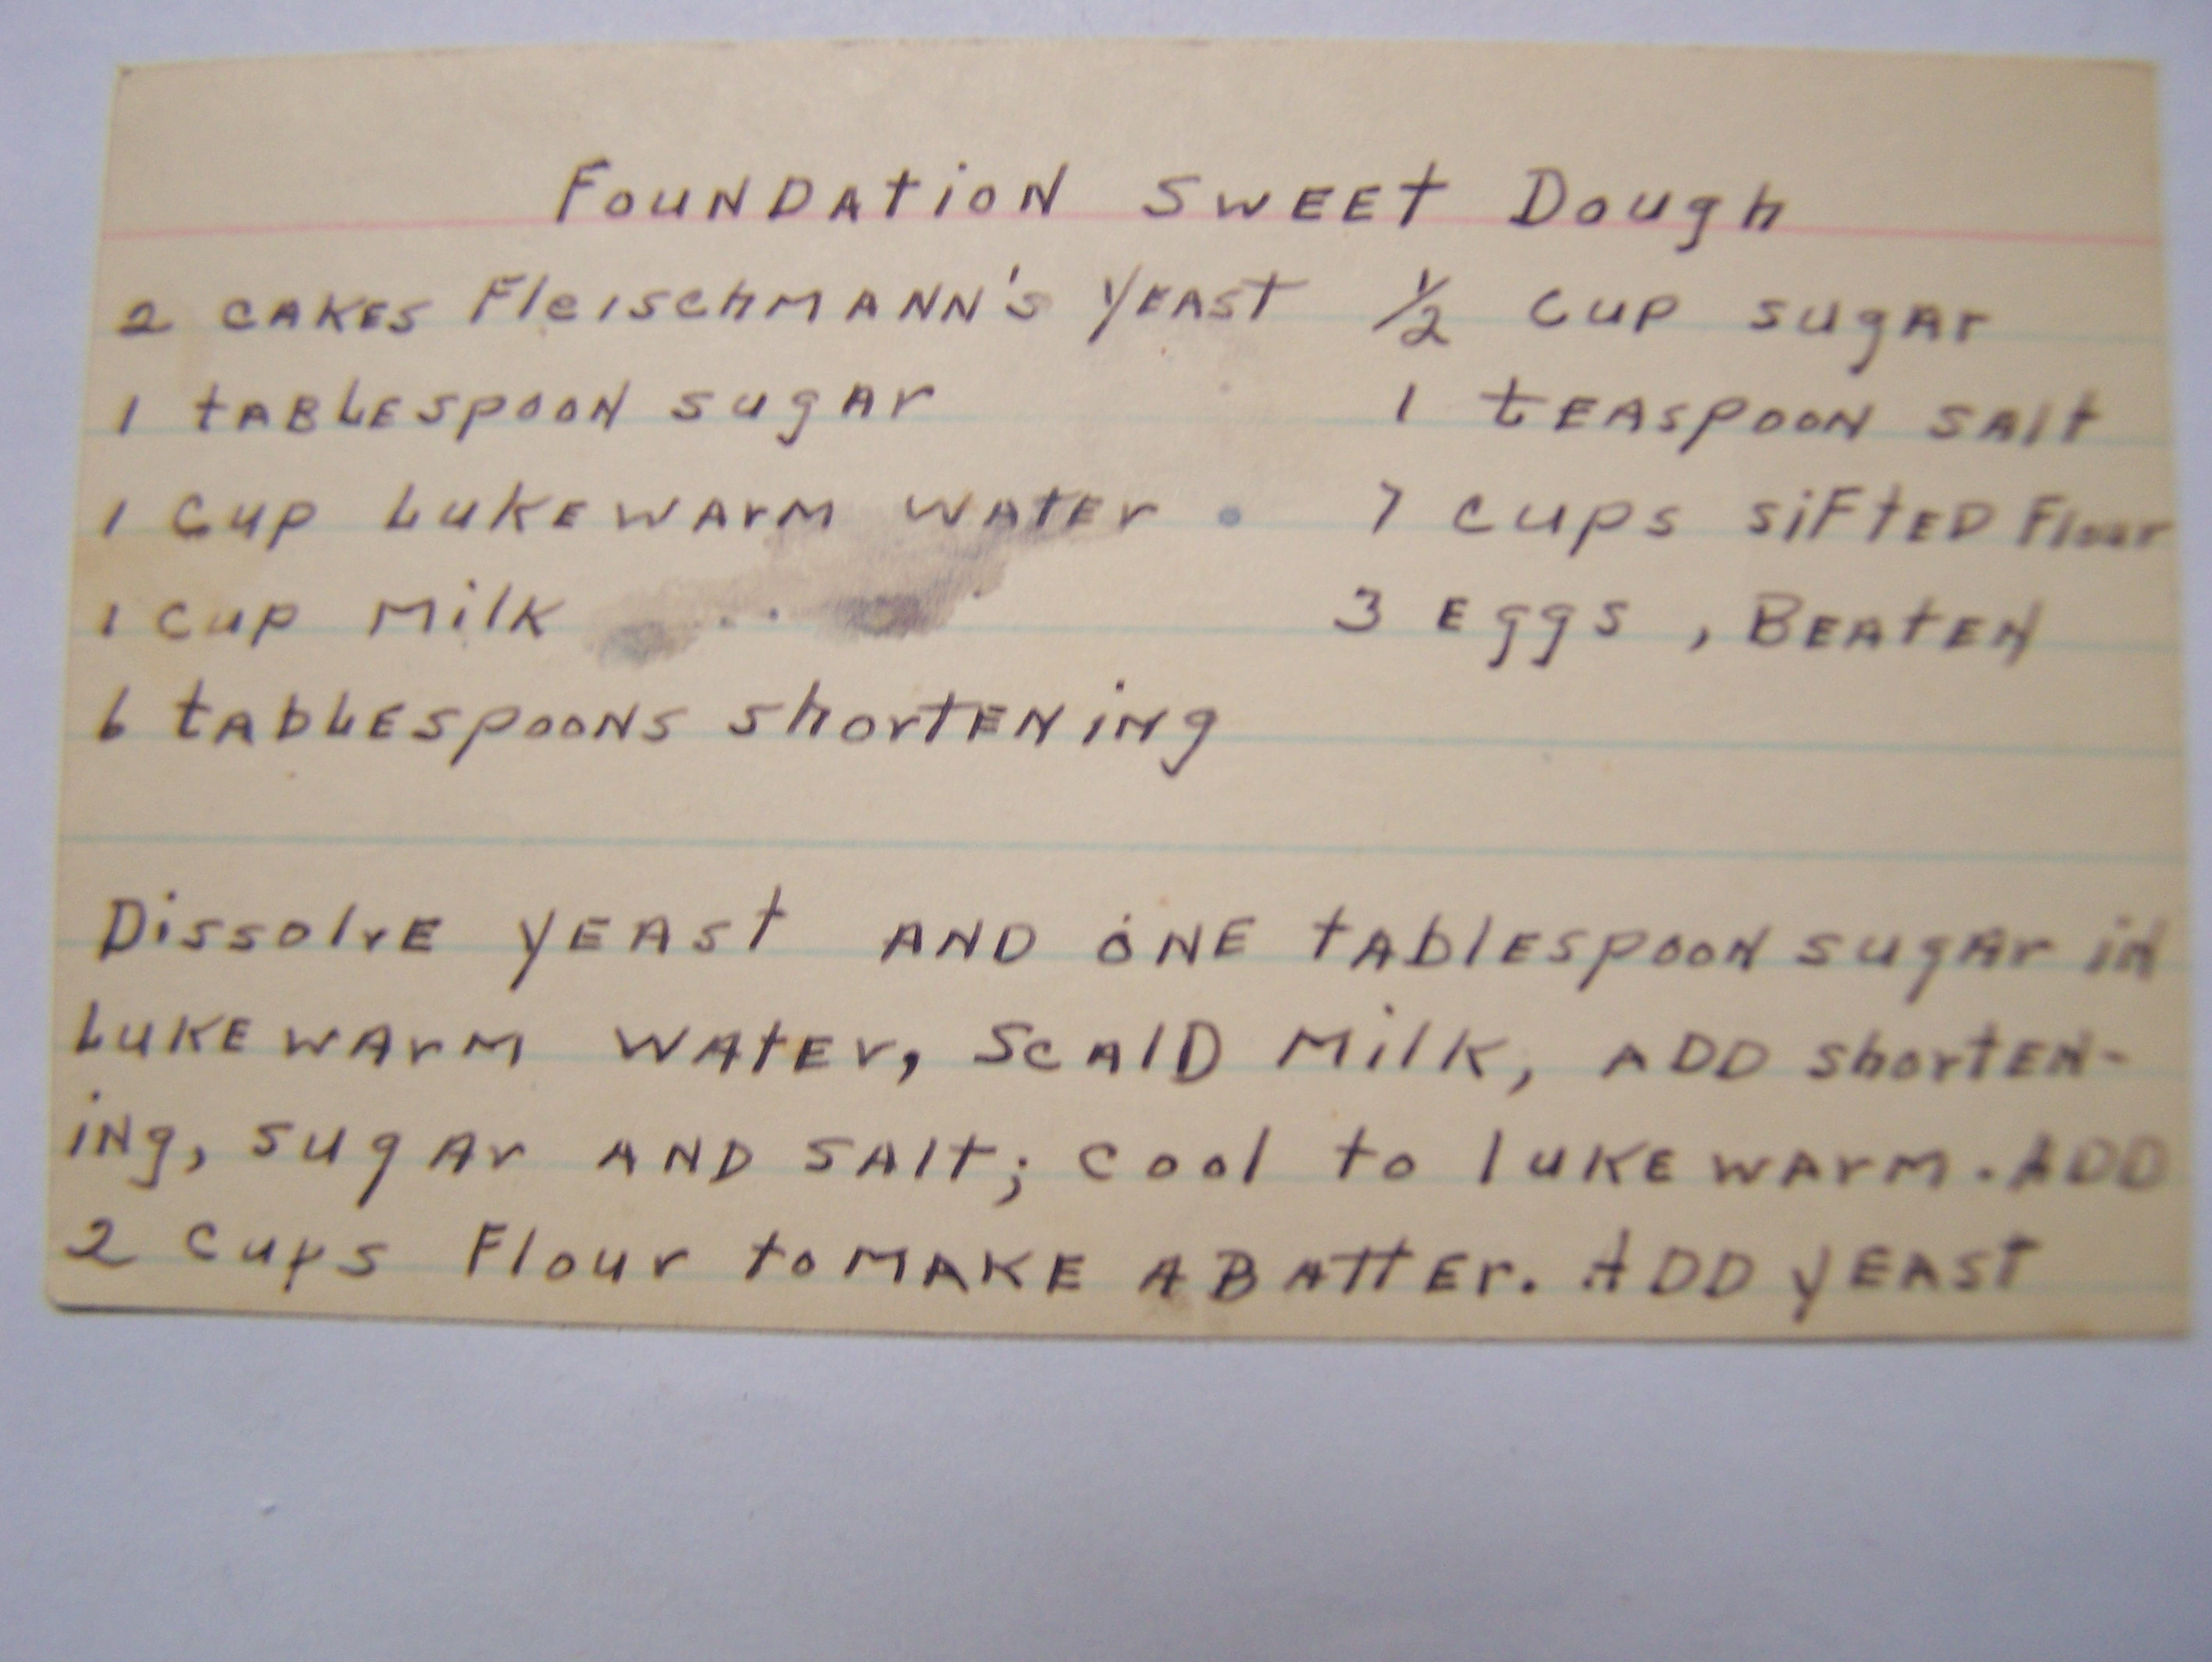 Foundation Sweet Dough
2 cakes Fleischmann's yeast 1/2 cup sugar
1 tablespoon sugar 1 teaspoon salt
1 cup lukewarm water 7 cups sifted flour
1 cup milk 3 eggs, beaten
6 tablespoons shortening
Dissolve yeast and one tablespoon sugar in
lukewarm water, scald milk, add shorten-
ing, sugar and salt; cool to lukewarm. Add
2 cups flour to make a batter. Add yeast